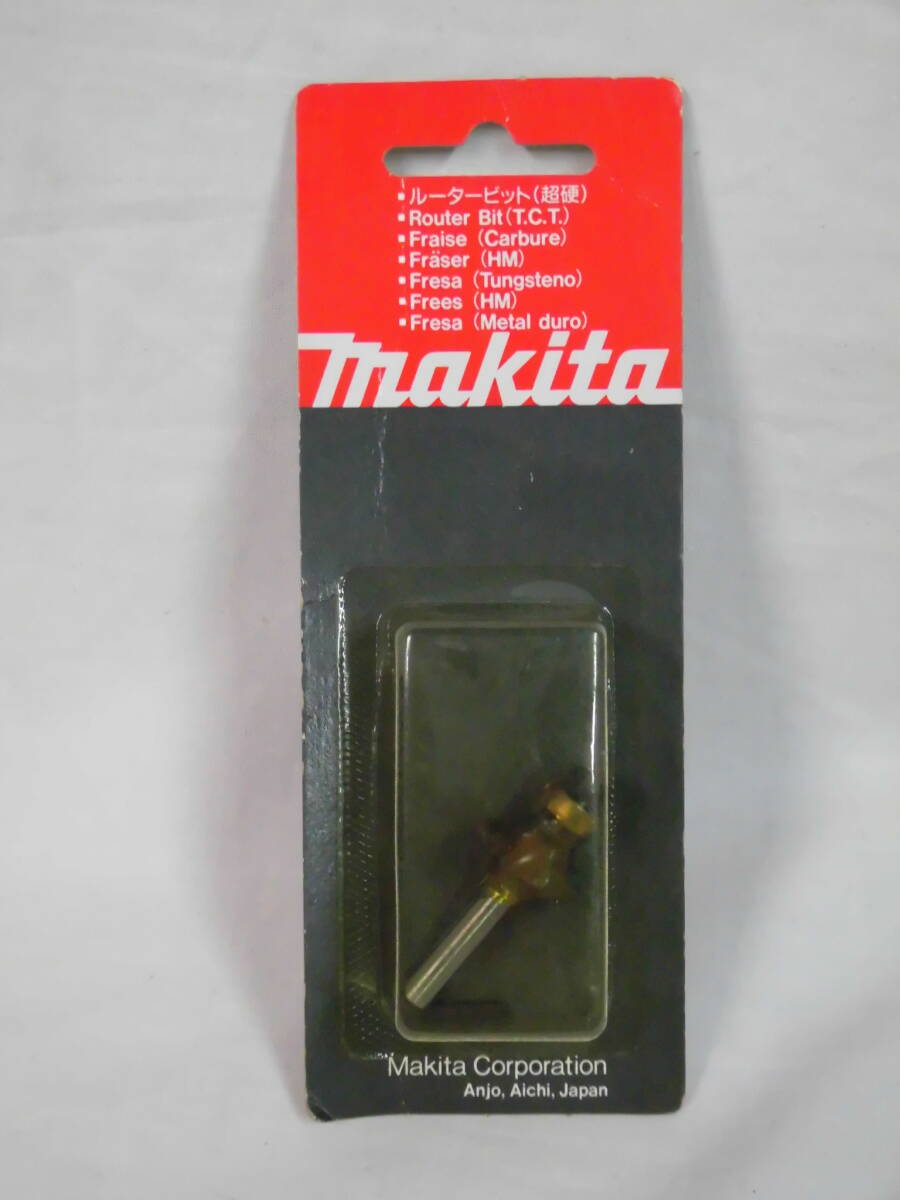 ▪ルータービット(超硬)
▪Router Bit(T.C.T.)
▪Fraise (Carbure)
▪Fräser (HM)
▪Fresa (Tungsteno)
▪Frees (HM)
▪Fresa (Metal duro)
makita
Makita Corporation
Anjo, Aichi, Japan